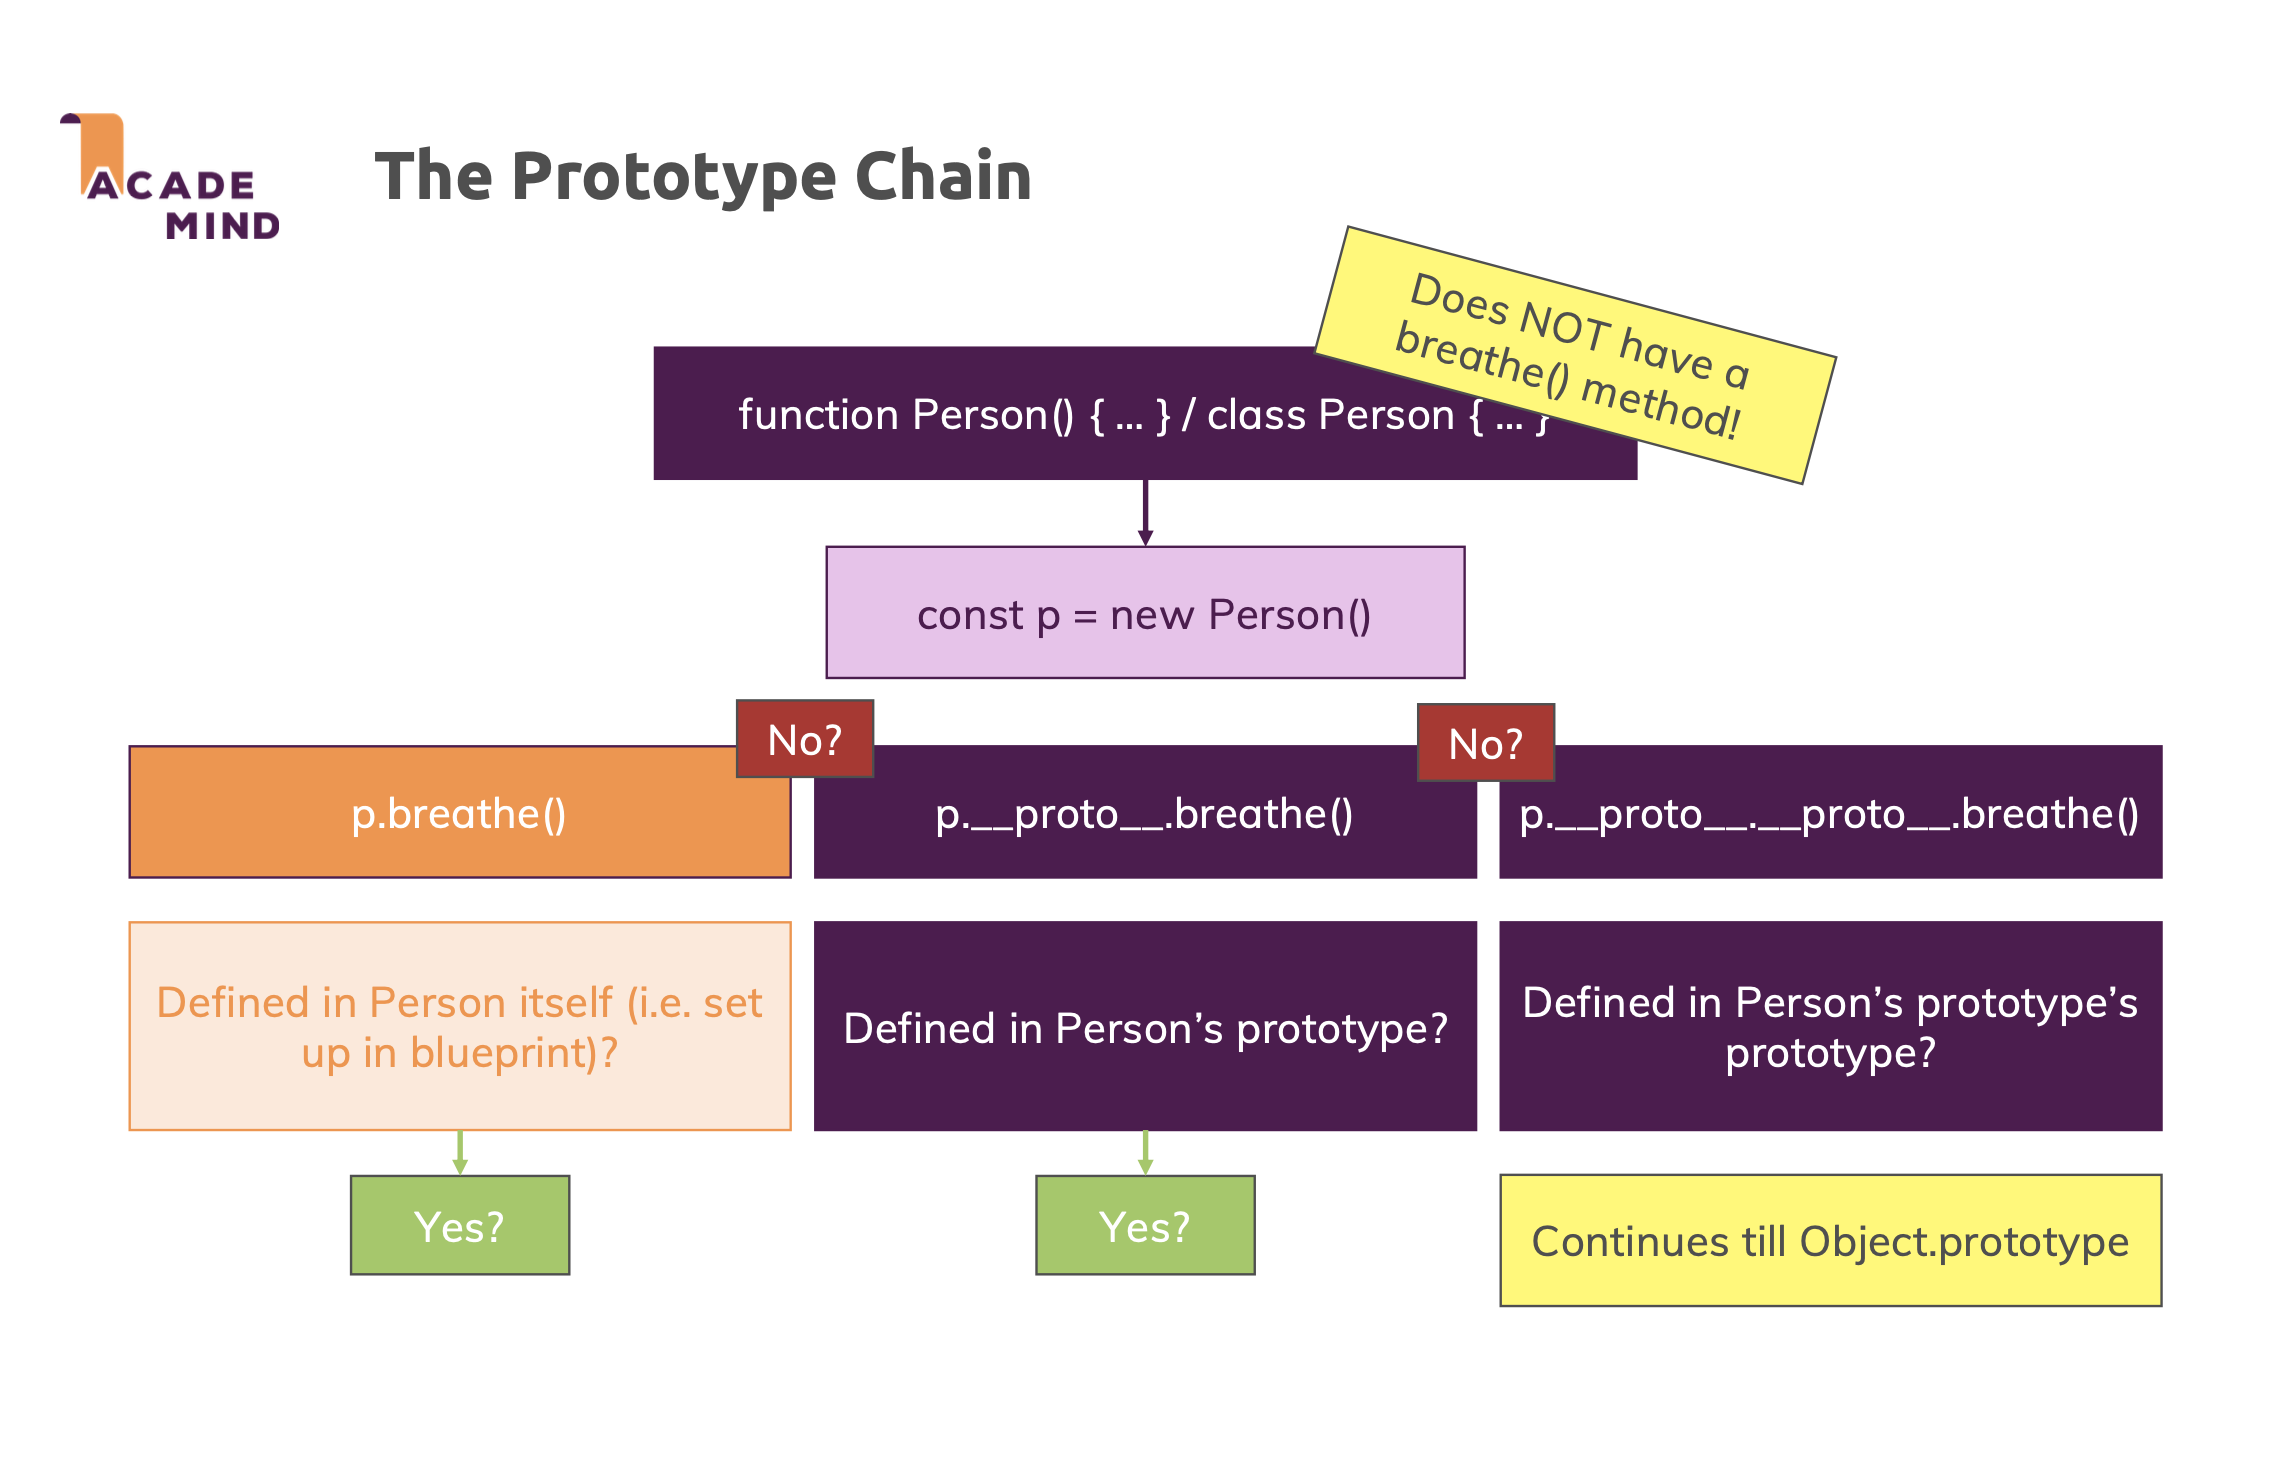 ACADE
MIND
The Prototype Chain
Does NOT have a
breathe() method!
function Person() { ... } / class Person { ... }
const p = new Person()
No?
No?
p.breathe()
p.__proto__.breathe()
p.__proto__.__proto__.breathe()
Defined in Person itself (i.e. set
up in blueprint)?
Defined in Person’s prototype?
Defined in Person’s prototype’s
prototype?
Yes?
Yes?
Continues till Object.prototype